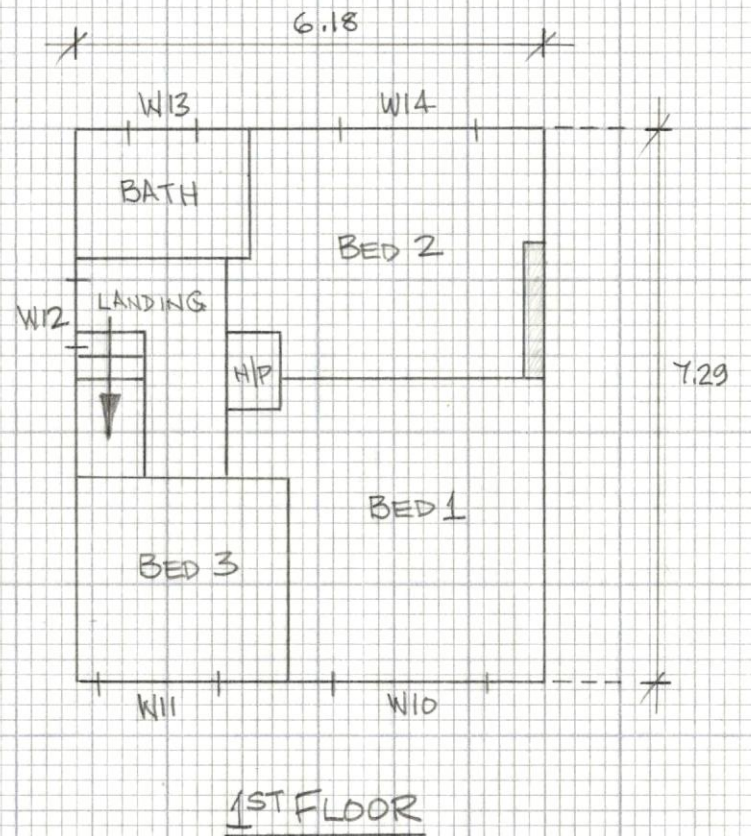 6.18
W13
W14
BATH
BED 2
LANDING
W12
H/P
7.29
BED 1
BED 3
W11
W10
1ST FLOOR